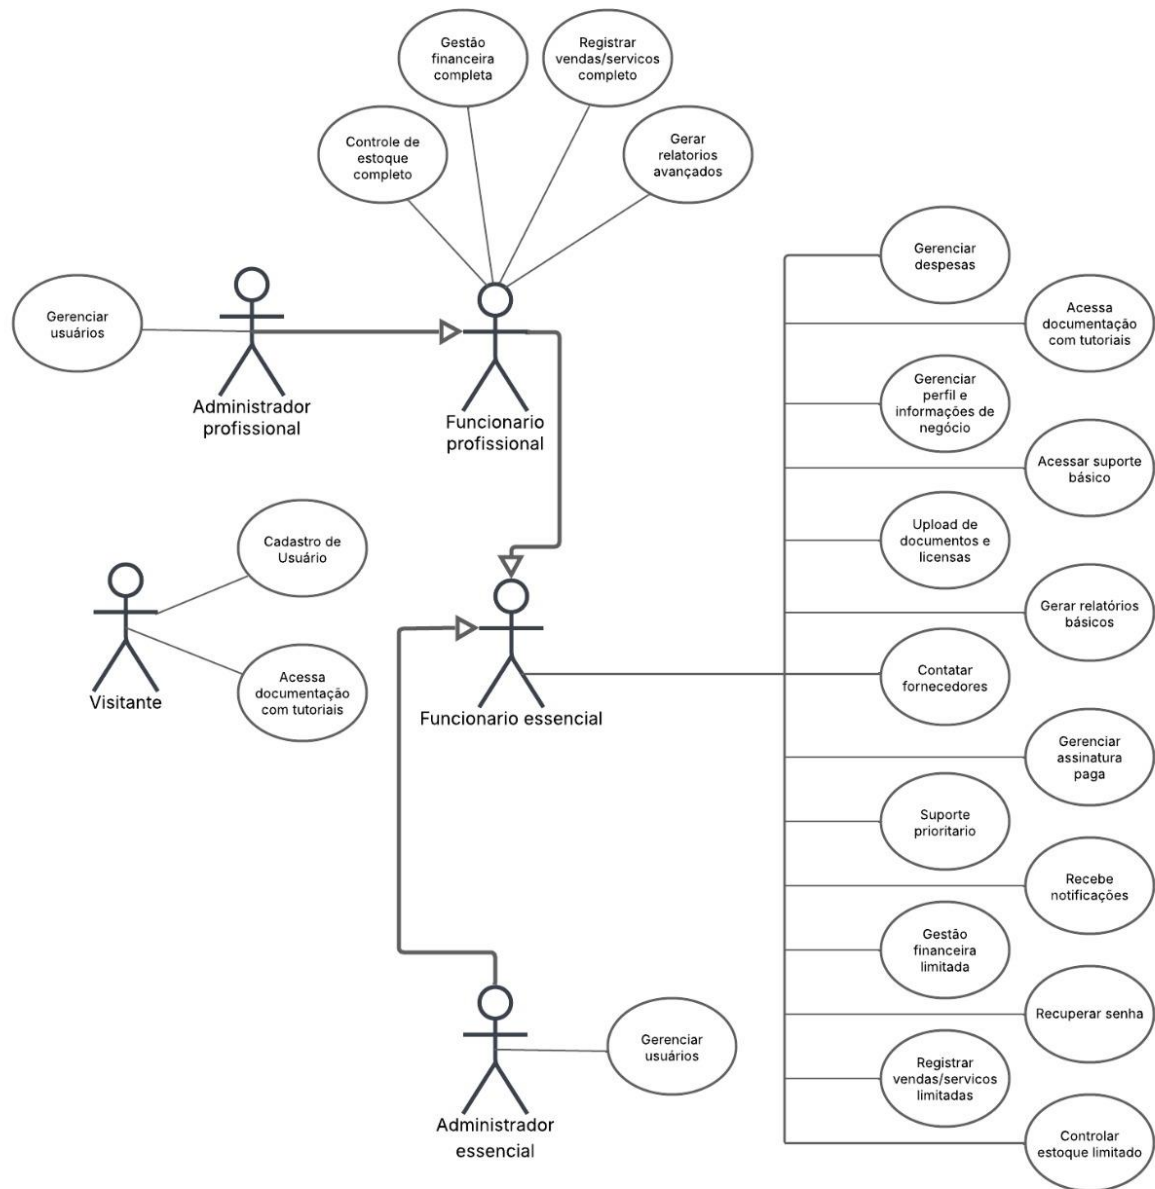 Gestão
financeira
completa
Registrar
vendas/servicos
completo
Controle de
estoque
completo
Gerar
relatorios
avançados
Gerenciar
usuários
Administrador
profissional
Funcionario
profissional
Cadastro de
Usuário
Acessa
documentação
com tutoriais
Visitante
Funcionario essencial
Gerenciar
usuários
Administrador
essencial
Gerenciar
despesas
Acessa
documentação
com tutoriais
Gerenciar
perfil e
informações de
negócio
Acessar suporte
básico
Upload de
documentos e
licensas
Gerar relatórios
básicos
Contatar
fornecedores
Gerenciar
assinatura
paga
Suporte
prioritario
Recebe
notificações
Gestão
financeira
limitada
Recuperar senha
Registrar
vendas/servicos
limitadas
Controlar
estoque limitado